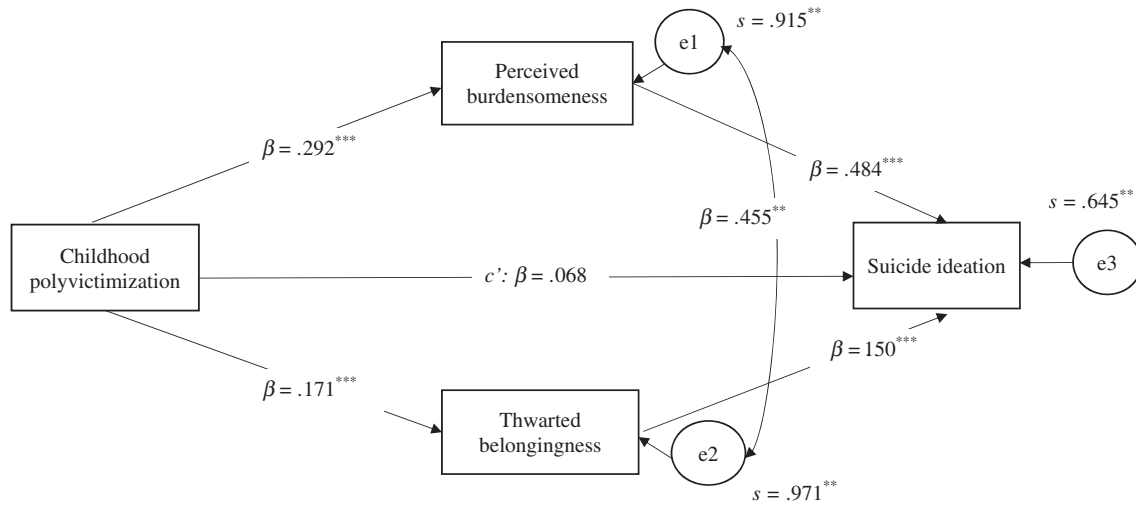 s = .915**
e1
Perceived
burdensomeness
β = .292***
β = .484***
β = .455**
s = .645**
Childhood
polyvictimization
c’: β = .068
Suicide ideation
e3
β = .171***
β = 150***
Thwarted
belongingness
e2
s = .971**